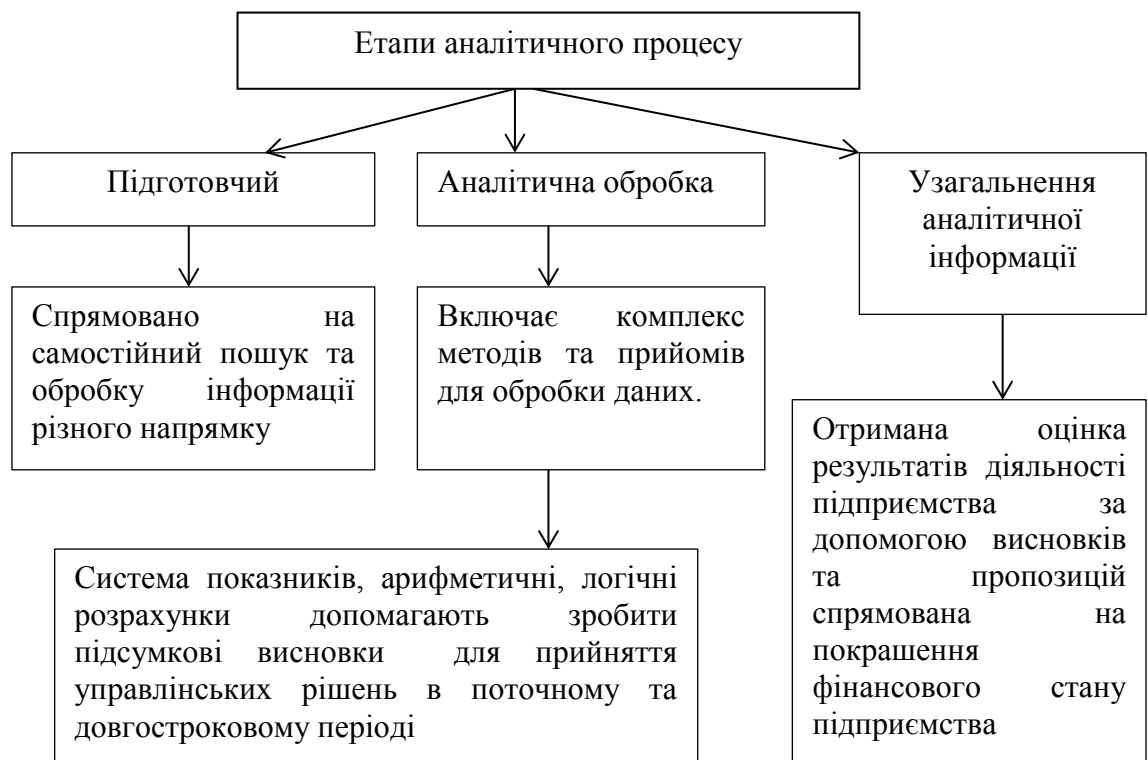 Етапи аналітичного процесу
Підготовчий
Аналітична обробка
Узагальнення
аналітичної
інформації
Спрямовано на
самостійний пошук та
обробку інформації
різного напрямку
Включає комплекс
методів та прийомів
для обробки даних.
Система показників, арифметичні, логічні
розрахунки допомагають зробити
підсумкові висновки для прийняття
управлінських рішень в поточному та
довгостроковому періоді
Отримана оцінка
результатів діяльності
підприємства за
допомогою висновків
та пропозицій
спрямована на
покрашення
фінансового стану
підприємства